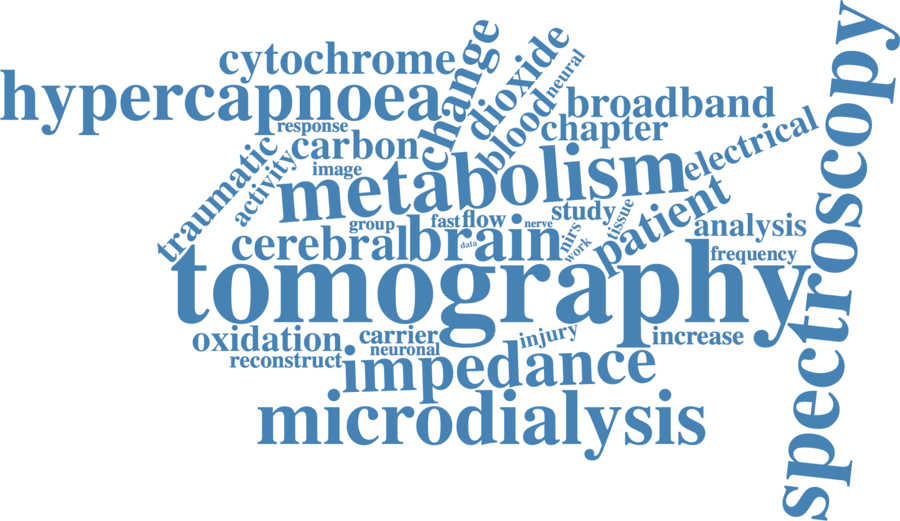 cytochrome
change
dioxide
neural
spectroscopy
hypercapnoea
blood
broadband
response
carbon
chapter
electrical
traumatic
activity
image
metabolism
study
tissue
patient
group
fast
flow
nerve
nirs
analysis
cerebral
brain
data
work
frequency
tomography
oxidation
carrier
injury
increase
neuronal
reconstruct
impedance
microdialysis